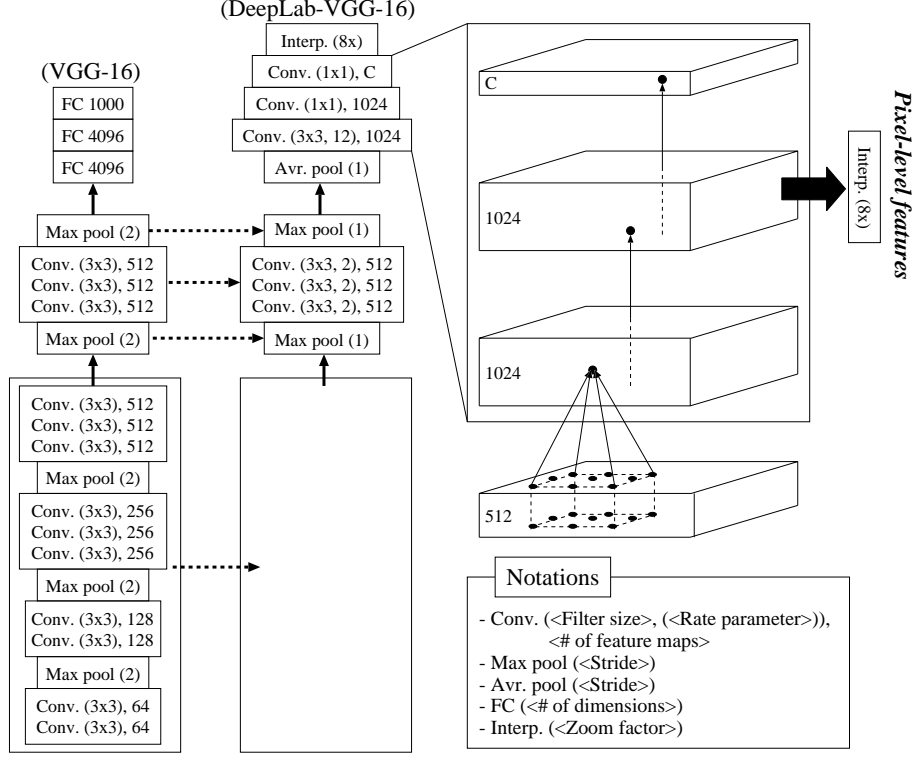 (VGG-16)
FC 1000
FC 4096
FC 4096
Max pool (2)
Conv. (3x3), 512
Conv. (3x3), 512
Conv. (3x3), 512
Max pool (2)
Conv. (3x3), 512
Conv. (3x3), 512
Conv. (3x3), 512
Max pool (2)
Conv. (3x3), 256
Conv. (3x3), 256
Conv. (3x3), 256
Max pool (2)
Conv. (3x3), 128
Conv. (3x3), 128
Max pool (2)
Conv. (3x3), 64
Conv. (3x3), 64
(DeepLab-VGG-16)
Interp. (8x)
Conv. (1x1), C
Conv. (1x1), 1024
Conv. (3x3, 12), 1024
Avr. pool (1)
Max pool (1)
Conv. (3x3, 2), 512
Conv. (3x3, 2), 512
Conv. (3x3, 2), 512
Max pool (1)
C
1024
1024
512
Interp. (8x)
Pixel-level features
Notations
- Conv. (<Filter size>, (<Rate parameter>)),
<# of feature maps>
- Max pool (<Stride>)
- Avr. pool (<Stride>)
- FC (<# of dimensions>)
- Interp. (<Zoom factor>)